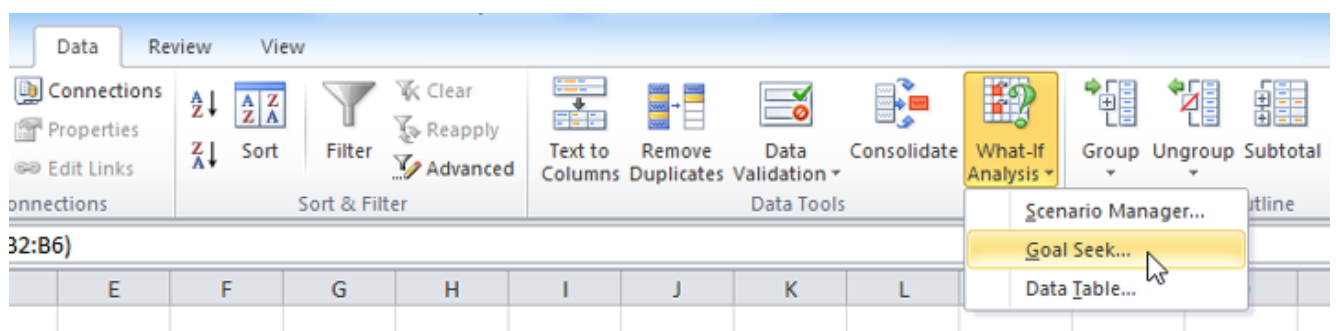 Data Review View
Connections
Properties
Edit Links
A Z
Z A
A Z Z A
Sort
Filter
Clear
Reapply
Advanced
Text to
Columns
Remove
Duplicates
Data
Validation
Consolidate
What-If
Analysis
Group
Ungroup
Subtotal
onnections
Sort & Filter
Data Tools
utline
Scenario Manager...
Goal Seek...
Data Table...
32:B6)
E F G H I J K L